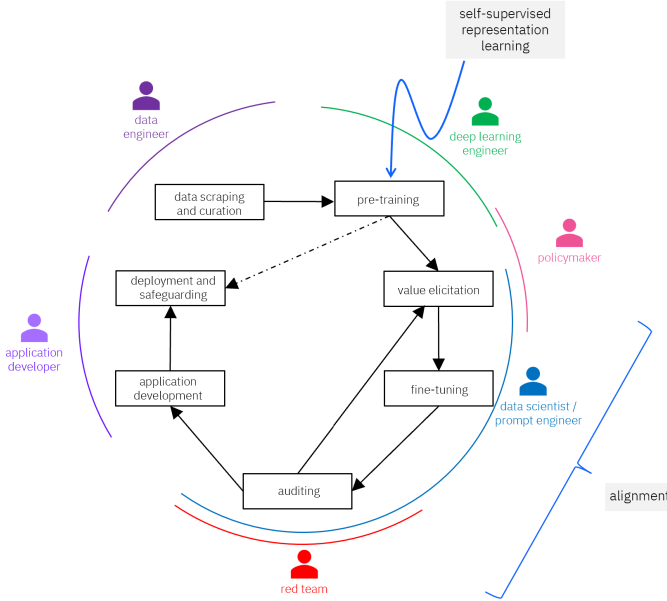 self-supervised
representation
learning
data
engineer
deep learning
engineer
data scraping
and curation
pre-training
policymaker
deployment and
safeguarding
value elicitation
application
developer
application
development
fine-tuning
data scientist /
prompt engineer
auditing
alignment
red team